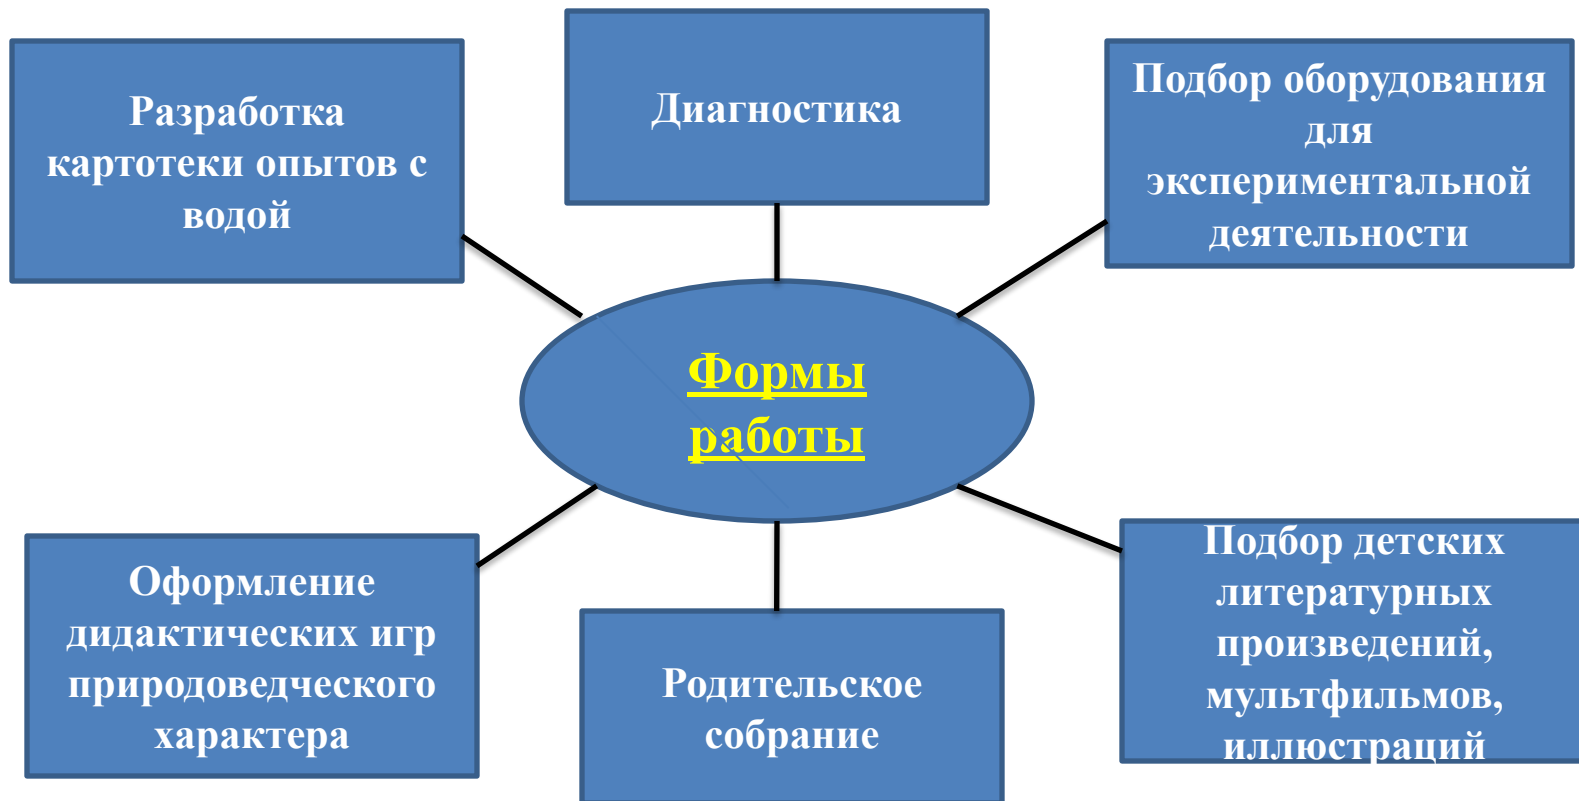 Разработка
картотеки опытов с
водой
Диагностика
Подбор оборудования
для
экспериментальной
деятельности
Формы
работы
Оформление
дидактических игр
природоведческого
характера
Родительское
собрание
Подбор детских
литературных
произведений,
мультфильмов,
иллюстраций